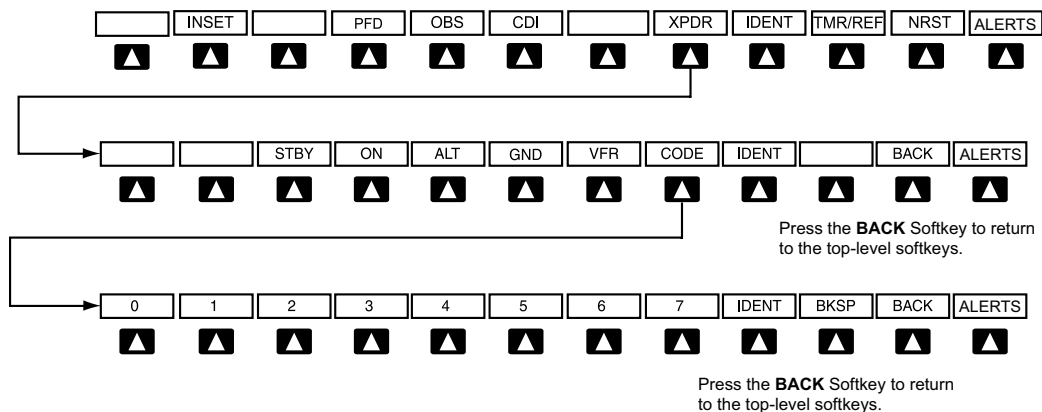 INSET PFD OBS CDI XPDR IDENT TMR/REF NRST ALERTS
STBY ON ALT GND VFR CODE IDENT BACK ALERTS
Press the BACK Softkey to return
to the top-level softkeys.
0 1 2 3 4 5 6 7 IDENT BKSP BACK ALERTS
Press the BACK Softkey to return
to the top-level softkeys.